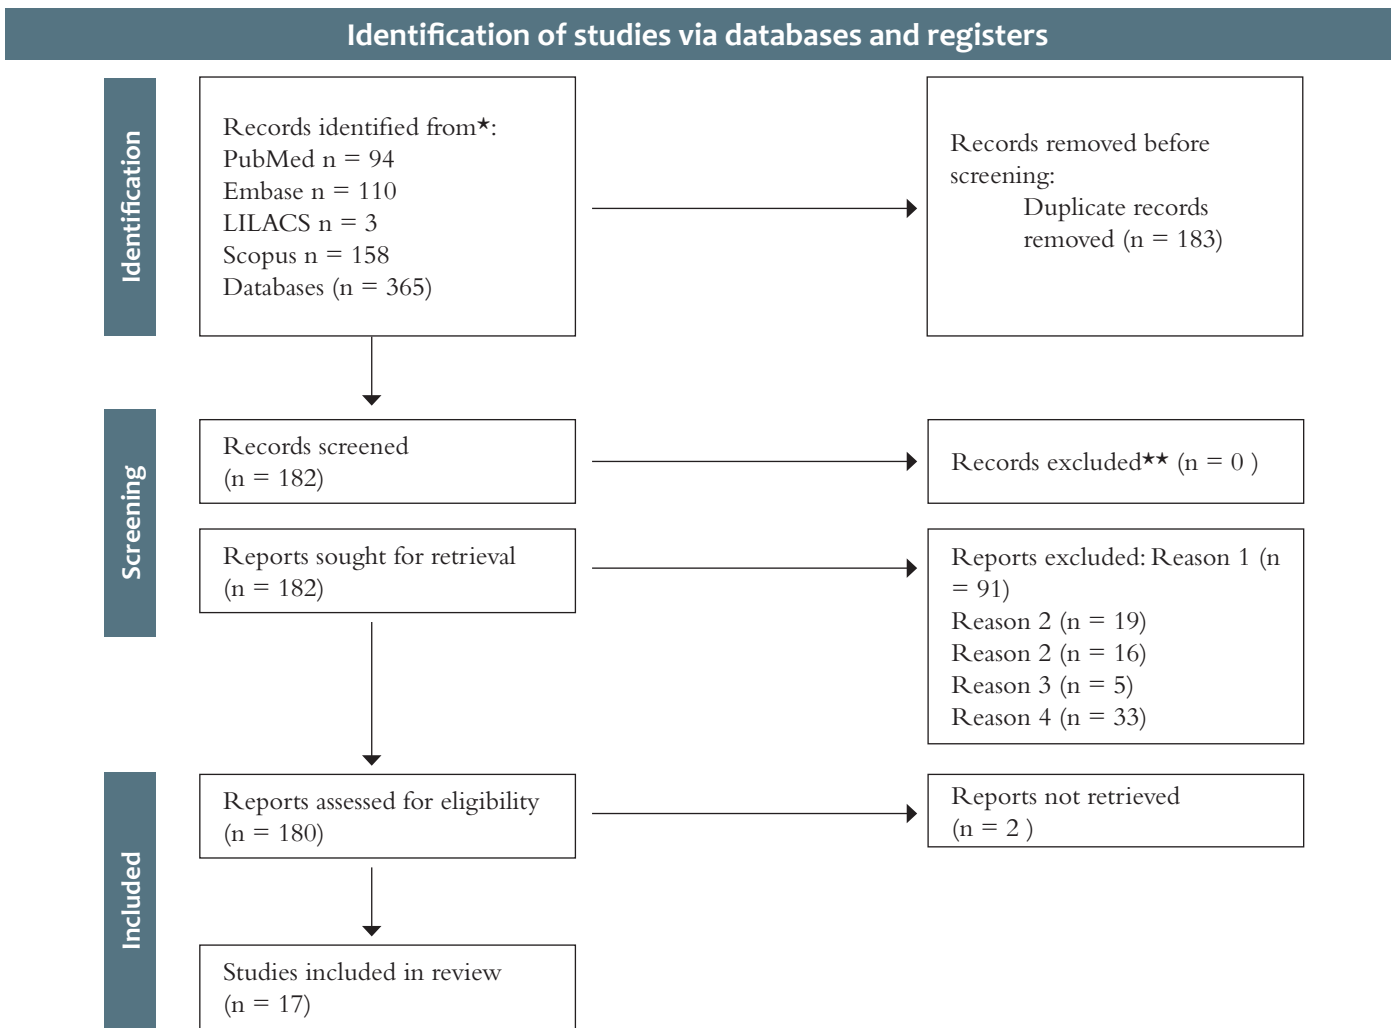 Identification of studies via databases and registers
Identification
Records identified from★:
PubMed n = 94
Embase n = 110
LILACS n = 3
Scopus n = 158
Databases (n = 365)
Records removed before
screening:
Duplicate records
removed (n = 183)
Screening
Records screened
(n = 182)
Records excluded★★ (n = 0 )
Reports sought for retrieval
(n = 182)
Reports excluded: Reason 1 (n
= 91)
Reason 2 (n = 19)
Reason 2 (n = 16)
Reason 3 (n = 5)
Reason 4 (n = 33)
Included
Reports assessed for eligibility
(n = 180)
Reports not retrieved
(n = 2 )
Studies included in review
(n = 17)